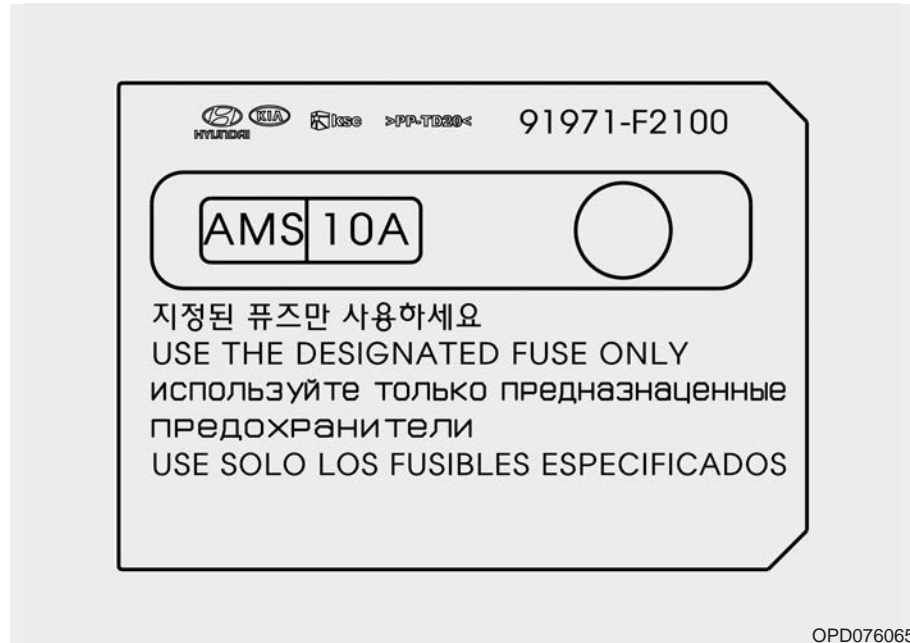 HYUNDAI KIA ksc >PP-TD20< 91971-F2100
AMS 10A
지정된 퓨즈만 사용하세요
USE THE DESIGNATED FUSE ONLY
используйте только предназнаценные
предохранители
USE SOLO LOS FUSIBLES ESPECIFICADOS
OPD076065